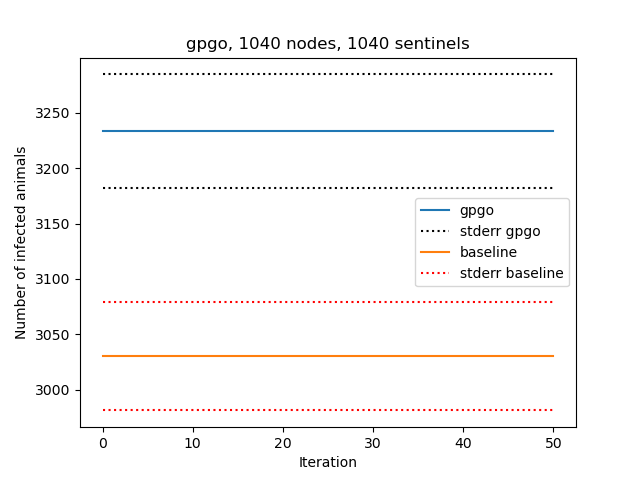 gpgo, 1040 nodes, 1040 sentinels
Number of infected animals
3250
3200
3150
3100
3050
3000
gpgo
stderr gpgo
baseline
stderr baseline
0 10 20 30 40 50
Iteration